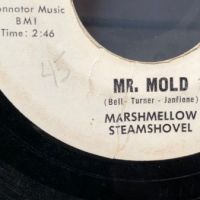 onnator Music
BMI
Time: 2:46
45
MR. MOLD
(Bell - Turner - Janfione)
MARSHMELLOW
STEAMSHOVEL